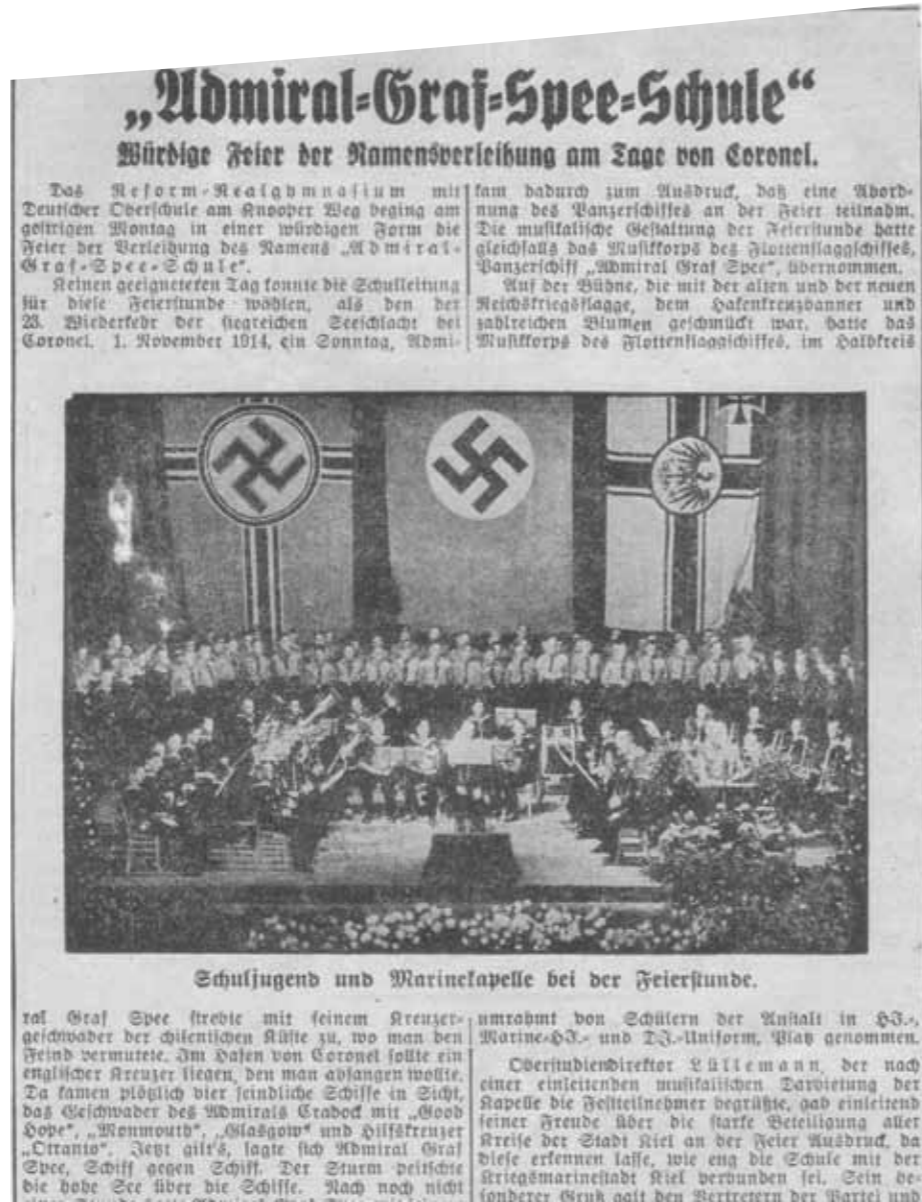 „Admiral-Graf-Spee-Schule“
Würdige Feier der Namensverleihung am Tage von Coronel.
Das Reform-Realgymnasium mit
Deutscher Oberschule am Knooper Weg beging am
gestrigen Montag in einer würdigen Form die
Feier der Verleihung des Namens „Admiral-
Graf-Spee-Schule“.
Keinen geeigneteren Tag konnte die Schulleitung
für diese Feierstunde wählen, als den der
23. Wiederkehr der siegreichen Seeschlacht bei
Coronel. 1. November 1914, ein Sonntag, Admi-
kam dadurch zum Ausdruck, daß eine Abord-
nung des Panzerschiffes an der Feier teilnahm.
Die musikalische Gestaltung der Feierstunde hatte
gleichfalls das Musikkorps des Flottenflaggschiffes,
Panzerschiff „Admiral Graf Spee“, übernommen.
Auf der Bühne, die mit der alten und der neuen
Reichskriegsflagge, dem Hakenkreuzbanner und
zahlreichen Blumen geschmückt war, hatte das
Musikkorps des Flottenflaggschiffes, im Halbkreis
Schuljugend und Marinekapelle bei der Feierstunde.
ral Graf Spee strebte mit seinem Kreuzer-
geschwader der chilenischen Küste zu, wo man den
Feind vermutete. Im Hafen von Coronel sollte ein
englischer Kreuzer liegen, den man abfangen wollte.
Da kamen plötzlich vier feindliche Schiffe in Sicht,
das Geschwader des Admirals Cradock mit „Good
Hope“, „Monmouth“, „Glasgow“ und Hilfskreuzer
„Otranto“. Jetzt gilt's, sagte sich Admiral Graf
Spee, Schiff gegen Schiff. Der Sturm peitschte
die hohe See über die Schiffe. Nach noch nicht
umrahmt von Schülern der Anstalt in HJ.-,
Marine-HJ.- und DJ.-Uniform, Platz genommen.
Oberstudiendirektor Lüllemann, der nach
einer einleitenden musikalischen Darbietung der
Kapelle die Festteilnehmer begrüßte, gab einleitend
seiner Freude über die starke Beteiligung aller
Kreise der Stadt Kiel an der Feier Ausdruck, da
diese erkennen lasse, wie eng die Schule mit der
Kriegsmarinestadt Kiel verbunden sei. Sein be-
sonderer Gruß galt den Vertretern der Partei und